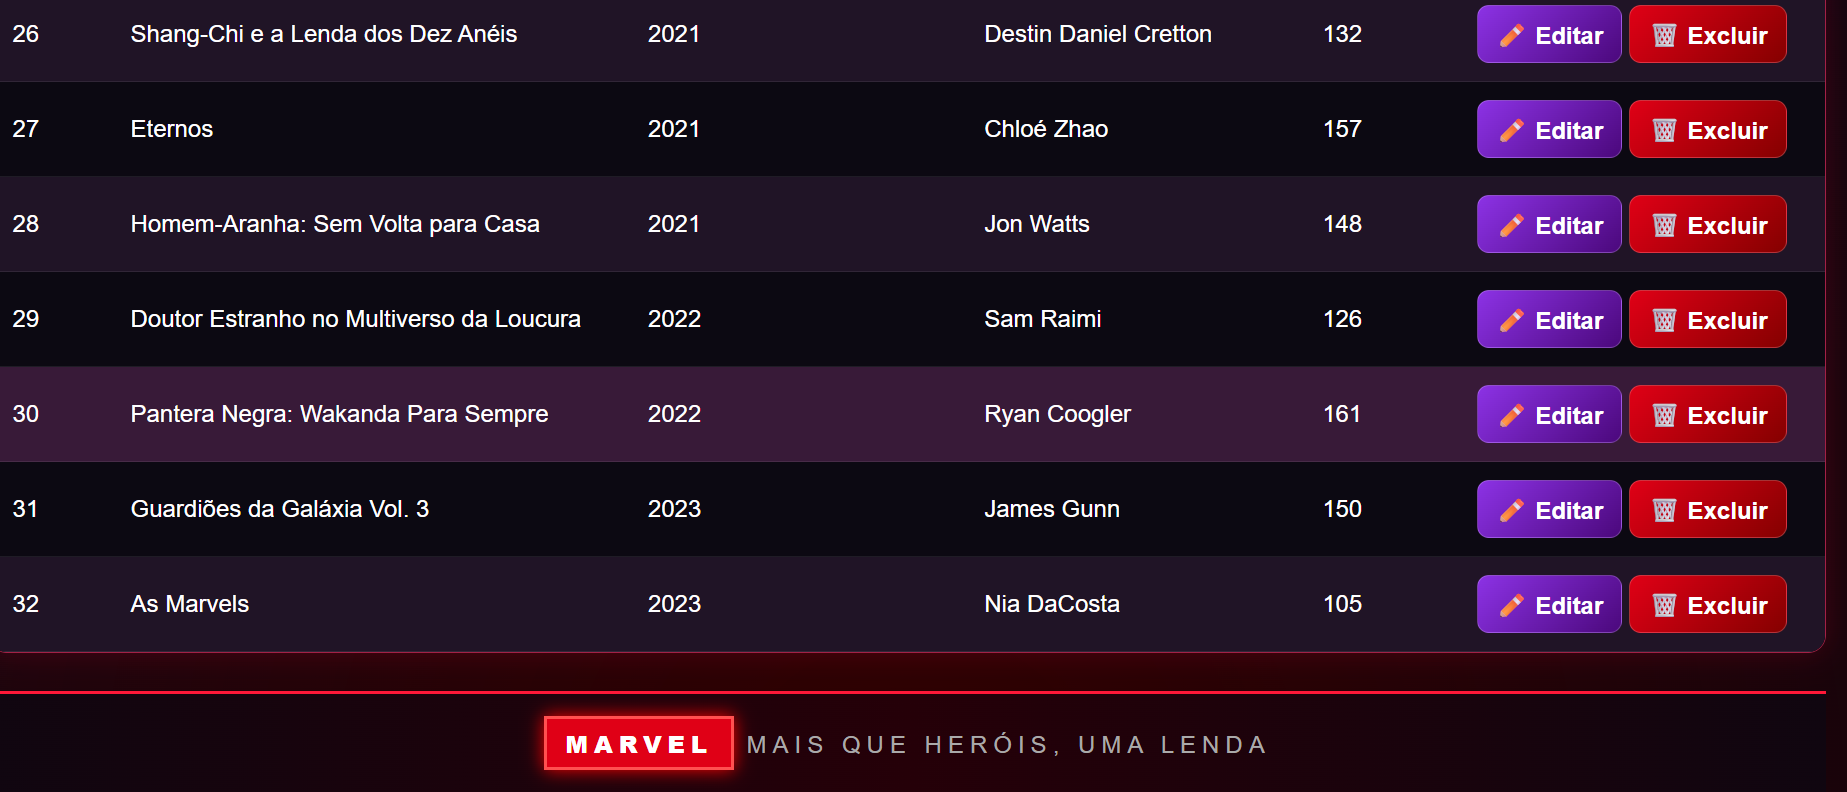 26 Shang-Chi e a Lenda dos Dez Anéis 2021 Destin Daniel Cretton 132 Editar Excluir
27 Eternos 2021 Chloé Zhao 157 Editar Excluir
28 Homem-Aranha: Sem Volta para Casa 2021 Jon Watts 148 Editar Excluir
29 Doutor Estranho no Multiverso da Loucura 2022 Sam Raimi 126 Editar Excluir
30 Pantera Negra: Wakanda Para Sempre 2022 Ryan Coogler 161 Editar Excluir
31 Guardiões da Galáxia Vol. 3 2023 James Gunn 150 Editar Excluir
32 As Marvels 2023 Nia DaCosta 105 Editar Excluir
MARVEL MAIS QUE HERÓIS, UMA LENDA